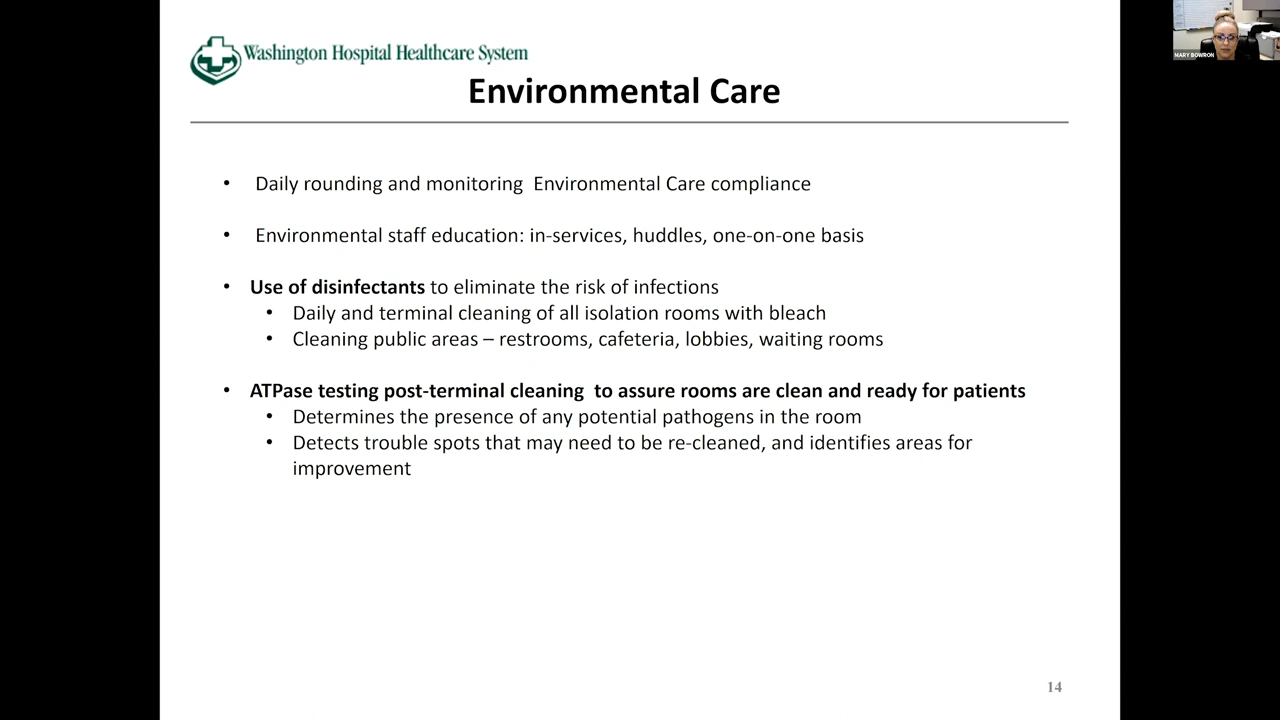 Washington Hospital Healthcare System
MARY BOWRON
Environmental Care
• Daily rounding and monitoring Environmental Care compliance
• Environmental staff education: in-services, huddles, one-on-one basis
• Use of disinfectants to eliminate the risk of infections
• Daily and terminal cleaning of all isolation rooms with bleach
• Cleaning public areas – restrooms, cafeteria, lobbies, waiting rooms
• ATPase testing post-terminal cleaning to assure rooms are clean and ready for patients
• Determines the presence of any potential pathogens in the room
• Detects trouble spots that may need to be re-cleaned, and identifies areas for
improvement
14